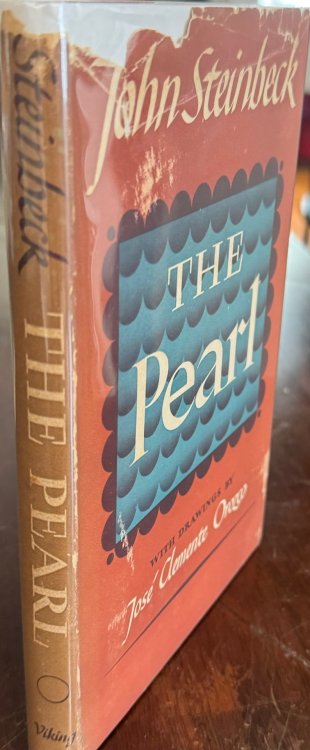 Steinbeck THE PEARL
Viking
John Steinbeck
THE
Pearl
WITH DRAWINGS BY
José Clemente Orozco